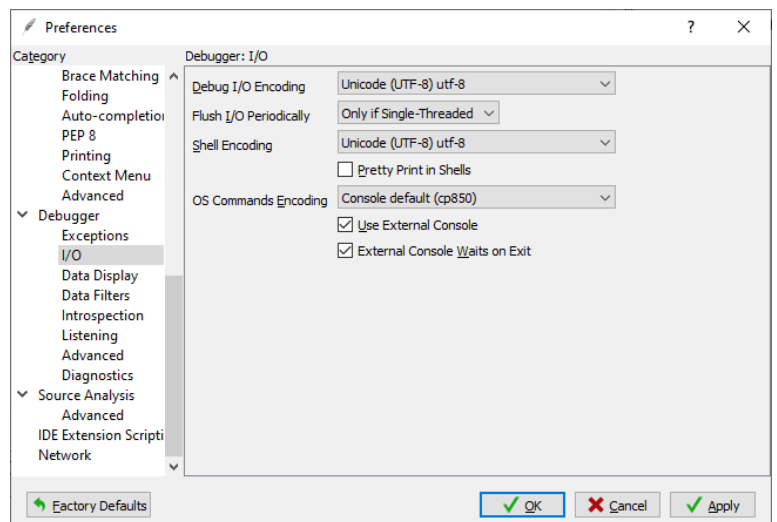 Preferences
?
Category
Debugger: I/O
Brace Matching
Folding
Auto-completion
PEP 8
Printing
Context Menu
Advanced
Debugger
Exceptions
I/O
Data Display
Data Filters
Introspection
Listening
Advanced
Diagnostics
Source Analysis
Advanced
IDE Extension Scripti
Network
Debug I/O Encoding Unicode (UTF-8) utf-8
Flush I/O Periodically Only if Single-Threaded
Shell Encoding Unicode (UTF-8) utf-8
Pretty Print in Shells
OS Commands Encoding Console default (cp850)
Use External Console
External Console Waits on Exit
Factory Defaults OK Cancel Apply